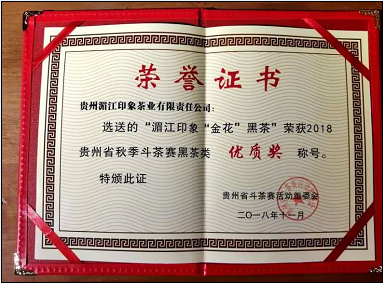 荣誉证书
贵州湄江印象茶业有限责任公司：
选送的“湄江印象“金花”黑茶”荣获2018
贵州省秋季斗茶赛黑茶类 优质奖 称号。
特颁此证
贵州省斗茶赛活动组委会
二〇一八年十一月